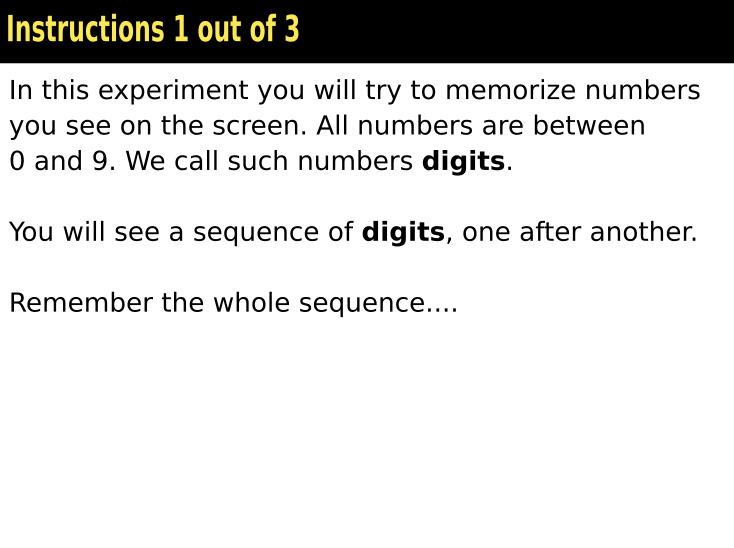 Instructions 1 out of 3
In this experiment you will try to memorize numbers
you see on the screen. All numbers are between
0 and 9. We call such numbers digits.
You will see a sequence of digits, one after another.
Remember the whole sequence....